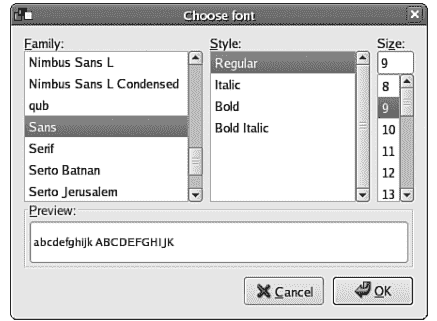 Choose font
Family:
Style:
Size:
Nimbus Sans L
Nimbus Sans L Condensed
qub
Sans
Serif
Serto Batnan
Serto Jerusalem
Regular
Italic
Bold
Bold Italic
9
8
9
10
11
12
13
Preview:
abcdefghijk ABCDEFGHIJK
Cancel
OK